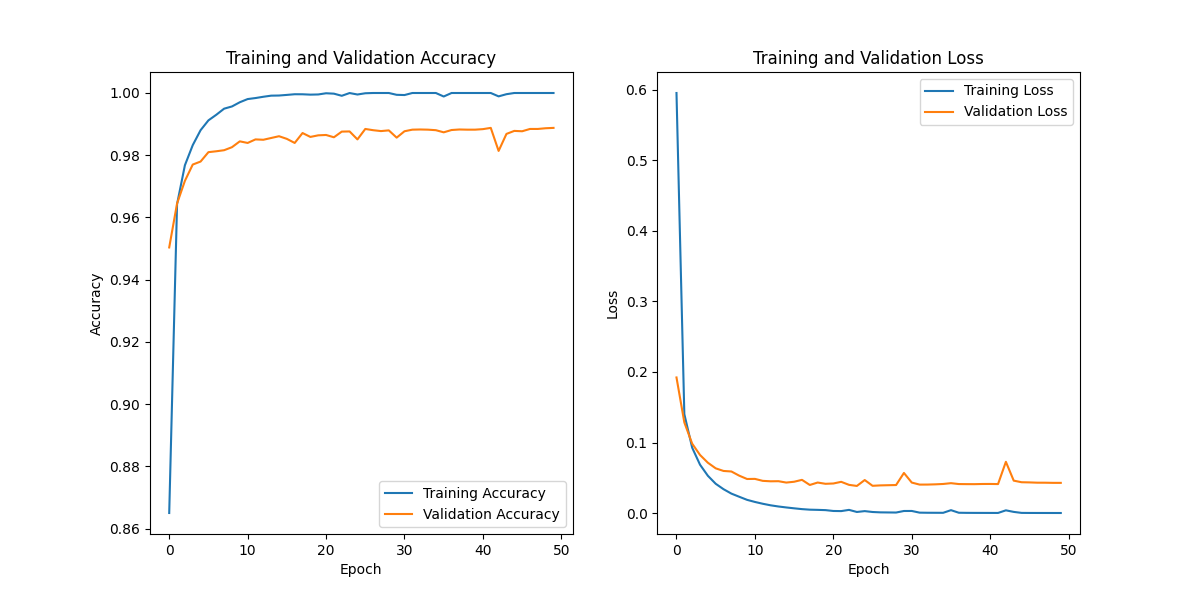 Training and Validation Accuracy
1.00
0.98
0.96
0.94
0.92
0.90
0.88
0.86
Accuracy
0 10 20 30 40 50
Epoch
Training Accuracy
Validation Accuracy
Training and Validation Loss
0.6
0.5
0.4
0.3
0.2
0.1
0.0
Loss
0 10 20 30 40 50
Epoch
Training Loss
Validation Loss